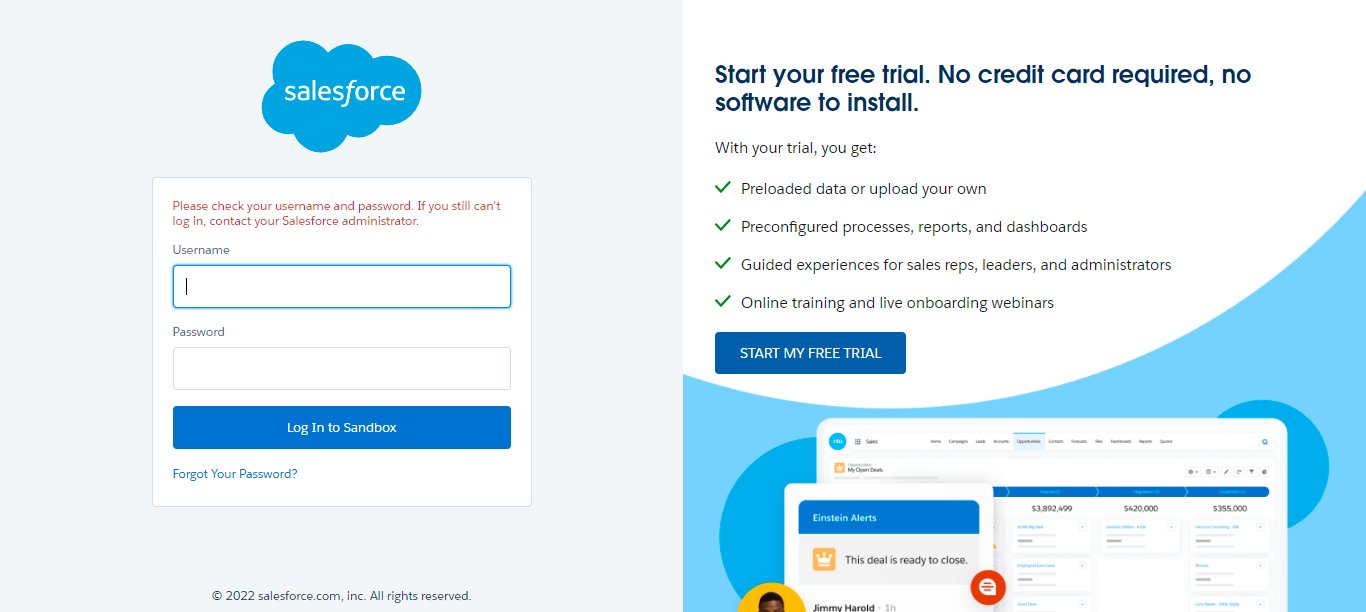 salesforce
Please check your username and password. If you still can't
log in, contact your Salesforce administrator.
Username
Password
Log In to Sandbox
Forgot Your Password?
© 2022 salesforce.com, inc. All rights reserved.
Start your free trial. No credit card required, no
software to install.
With your trial, you get:
Preloaded data or upload your own
Preconfigured processes, reports, and dashboards
Guided experiences for sales reps, leaders, and administrators
Online training and live onboarding webinars
START MY FREE TRIAL
Sales
Home Campaigns Leads Accounts Opportunities Contacts Forecasts Files Dashboards Reports Quotes
Opportunities
My Open Deals
$3,892,499 $420,000 $355,000
Einstein Alerts
This deal is ready to close.
Jimmy Harold · 1h